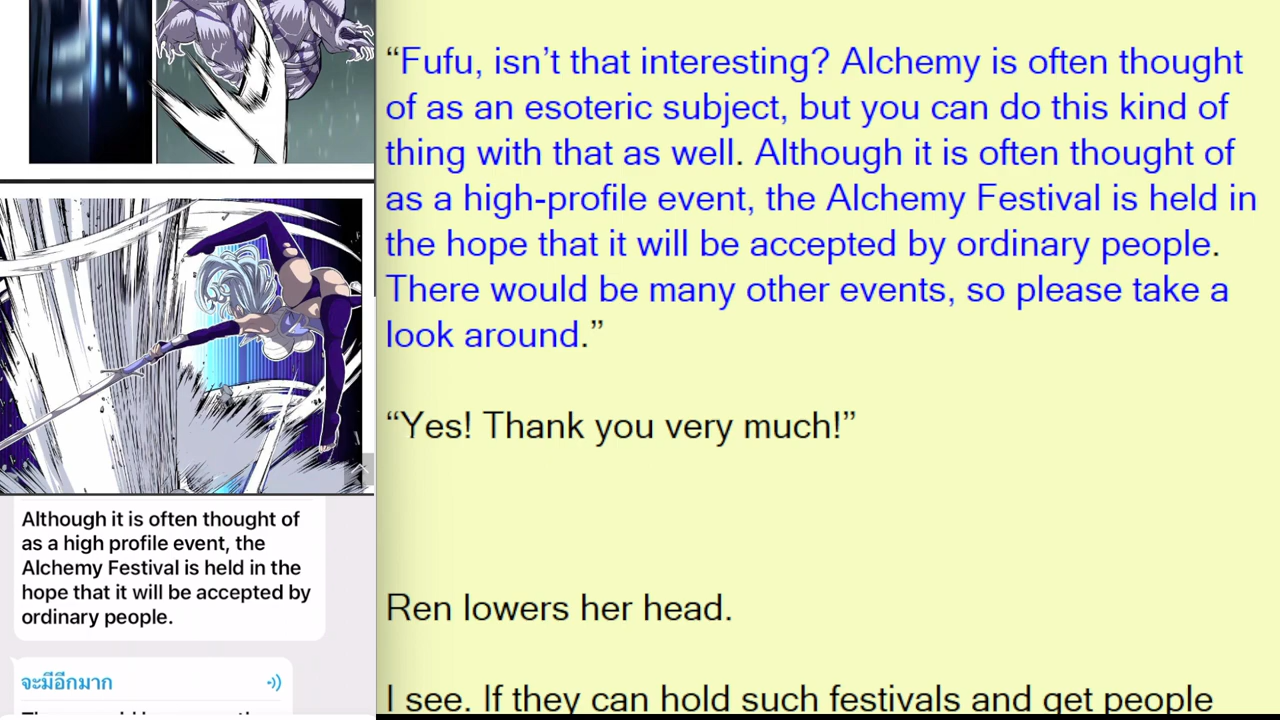 “Fufu, isn’t that interesting? Alchemy is often thought
of as an esoteric subject, but you can do this kind of
thing with that as well. Although it is often thought of
as a high-profile event, the Alchemy Festival is held in
the hope that it will be accepted by ordinary people.
There would be many other events, so please take a
look around.”
“Yes! Thank you very much!”
Ren lowers her head.
I see. If they can hold such festivals and get people
Although it is often thought of
as a high profile event, the
Alchemy Festival is held in the
hope that it will be accepted by
ordinary people.
จะมีอีกมาก